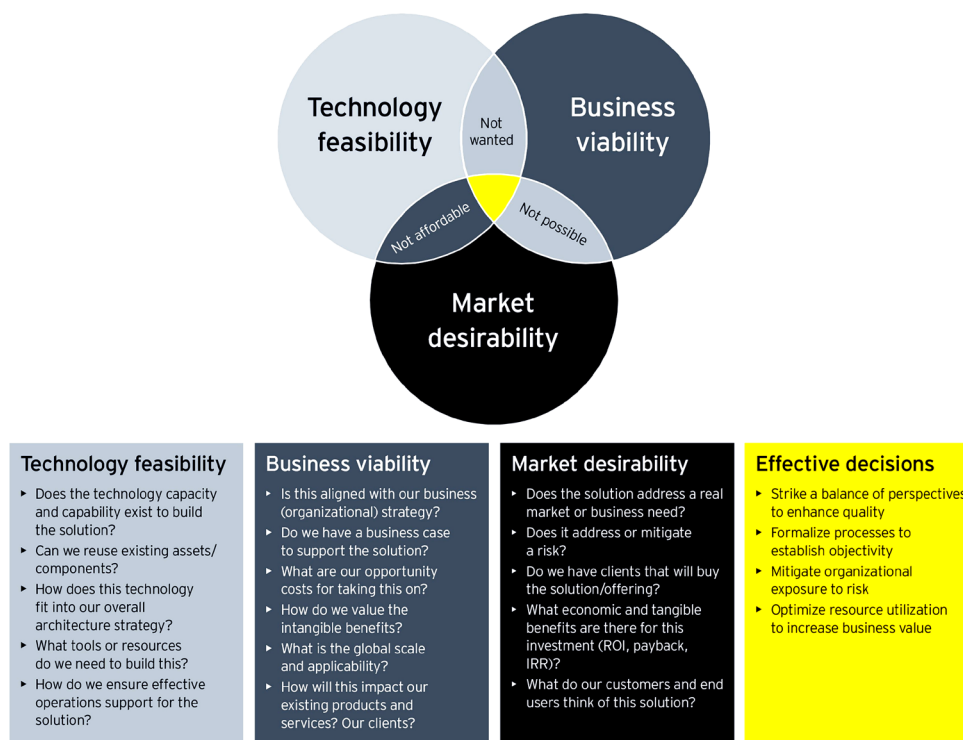 Technology
feasibility
Not
wanted
Business
viability
Not affordable
Not possible
Market
desirability
Technology feasibility
▸ Does the technology capacity
and capability exist to build
the solution?
▸ Can we reuse existing assets/
components?
▸ How does this technology
fit into our overall
architecture strategy?
▸ What tools or resources
do we need to build this?
▸ How do we ensure effective
operations support for the
solution?
Business viability
▸ Is this aligned with our business
(organizational) strategy?
▸ Do we have a business case
to support the solution?
▸ What are our opportunity
costs for taking this on?
▸ How do we value the
intangible benefits?
▸ What is the global scale
and applicability?
▸ How will this impact our
existing products and
services? Our clients?
Market desirability
▸ Does the solution address a real
market or business need?
▸ Does it address or mitigate
a risk?
▸ Do we have clients that will buy
the solution/offering?
▸ What economic and tangible
benefits are there for this
investment (ROI, payback,
IRR)?
▸ What do our customers and end
users think of this solution?
Effective decisions
▸ Strike a balance of perspectives
to enhance quality
▸ Formalize processes to
establish objectivity
▸ Mitigate organizational
exposure to risk
▸ Optimize resource utilization
to increase business value